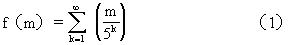 f (m) = ∞∑k=1 (m/5^k) (1)